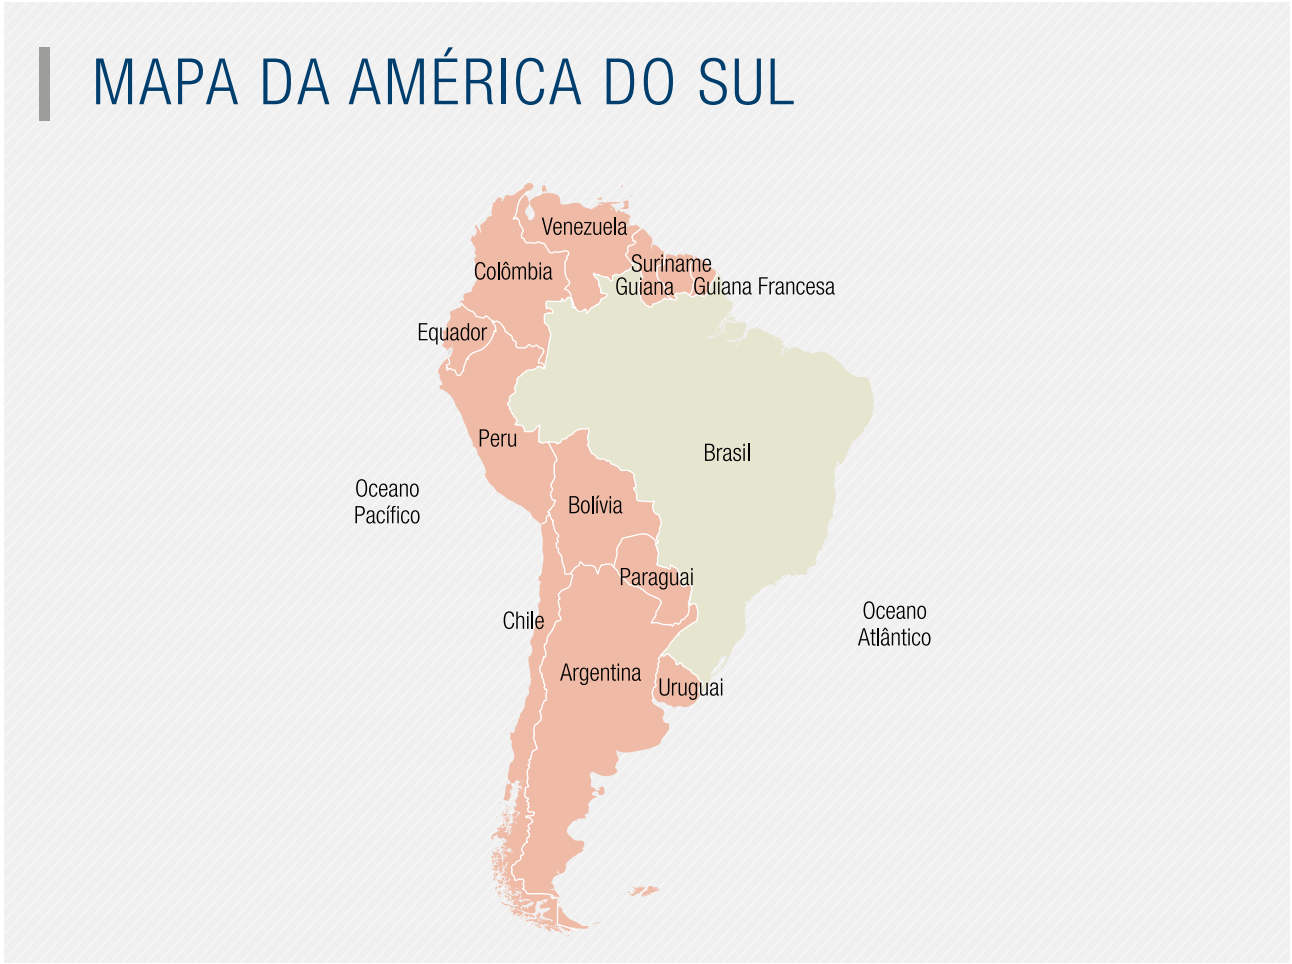 MAPA DA AMÉRICA DO SUL
Venezuela
Suriname
Colômbia
Guiana
Guiana Francesa
Equador
Peru
Brasil
Oceano
Pacífico
Bolívia
Paraguai
Chile
Oceano
Atlântico
Argentina
Uruguai